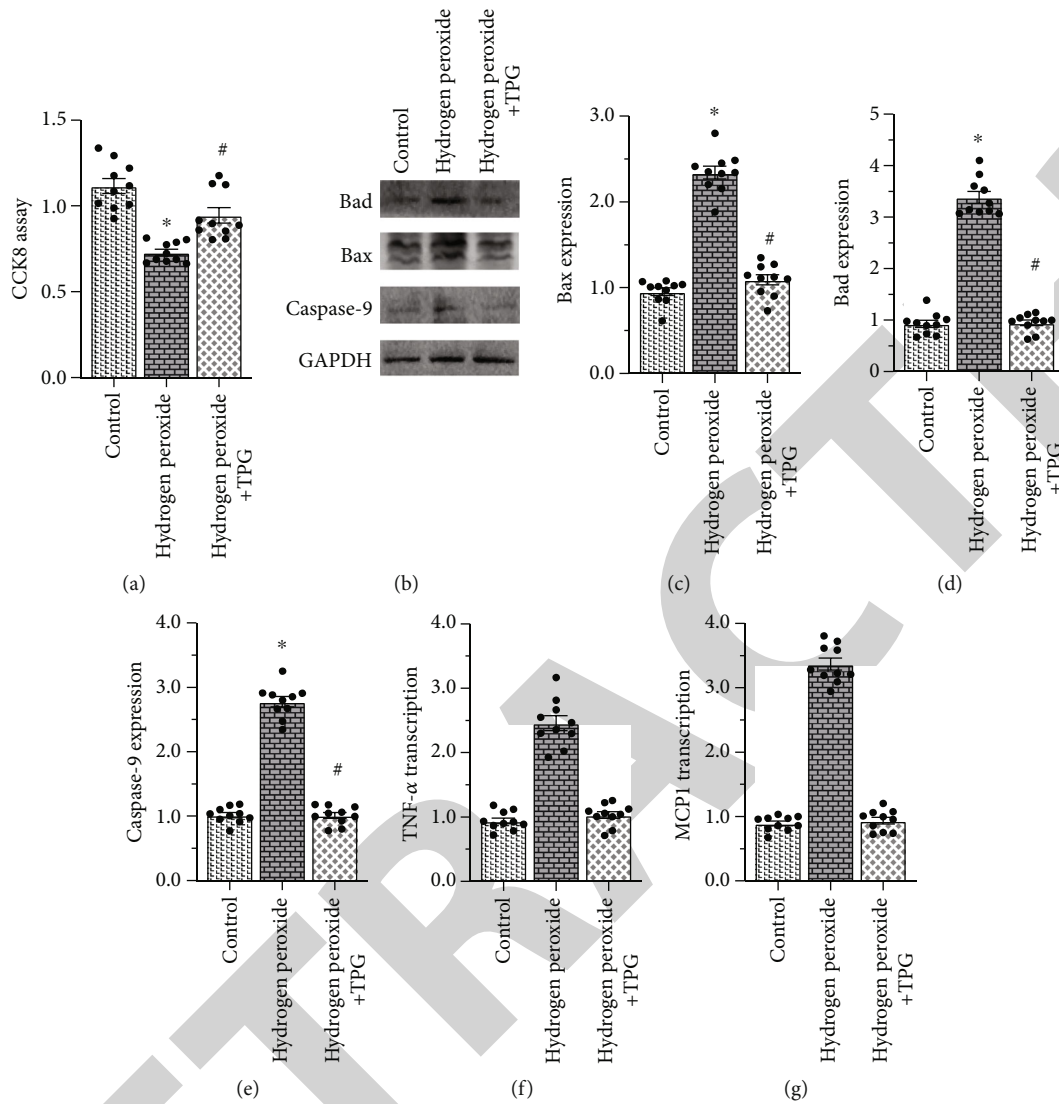 CCK8 assay
1.5
1.0
0.5
0.0
*
#
Control
Hydrogen peroxide
Hydrogen peroxide
+TPG
(a)
Control
Hydrogen peroxide
Hydrogen peroxide
+TPG
Bad
Bax
Caspase-9
GAPDH
(b)
Bax expression
3.0
2.0
1.0
0.0
*
#
Control
Hydrogen peroxide
Hydrogen peroxide
+TPG
(c)
Bad expression
5
4
3
2
1
0
*
#
Control
Hydrogen peroxide
Hydrogen peroxide
+TPG
(d)
Caspase-9 expression
4.0
3.0
2.0
1.0
0.0
*
#
Control
Hydrogen peroxide
Hydrogen peroxide
+TPG
(e)
TNF-α transcription
4.0
3.0
2.0
1.0
0.0
Control
Hydrogen peroxide
Hydrogen peroxide
+TPG
(f)
MCP1 transcription
4.0
3.0
2.0
1.0
0.0
Control
Hydrogen peroxide
Hydrogen peroxide
+TPG
(g)